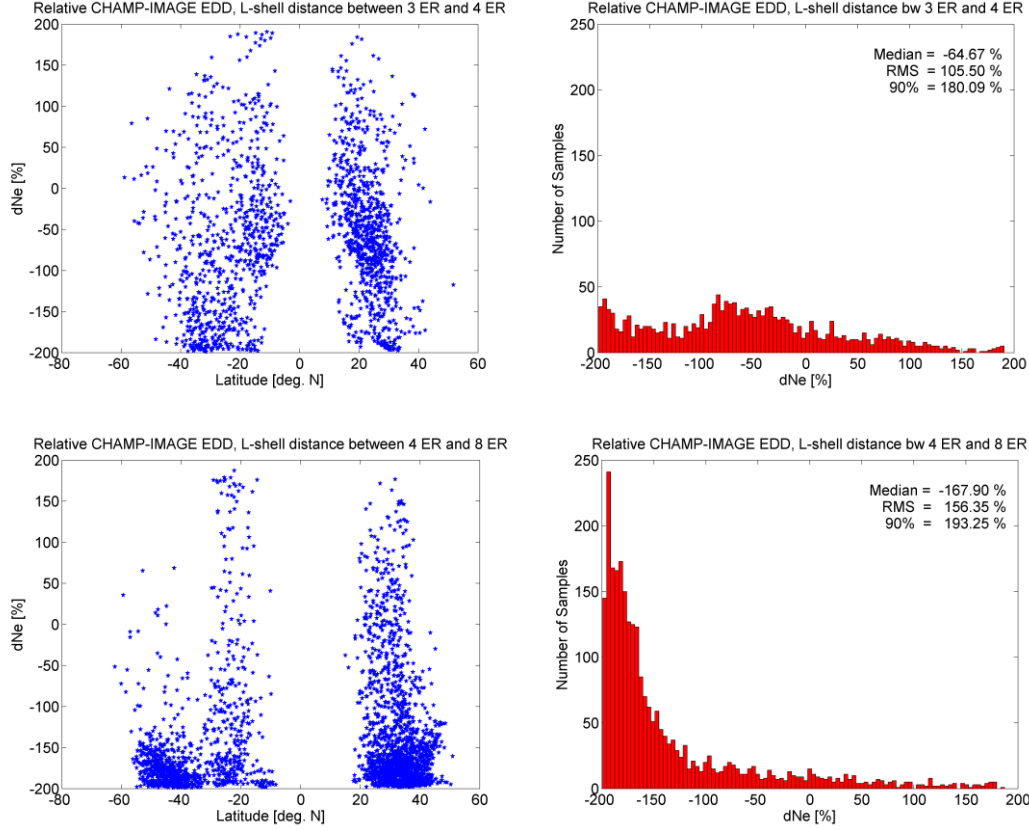 Relative CHAMP-IMAGE EDD, L-shell distance between 3 ER and 4 ER
200
150
100
50
0
-50
-100
-150
-200
dNe [%]
-80 -60 -40 -20 0 20 40 60
Latitude [deg. N]
Relative CHAMP-IMAGE EDD, L-shell distance bw 3 ER and 4 ER
Median = -64.67 %
RMS = 105.50 %
90% = 180.09 %
250
200
150
100
50
0
Number of Samples
-200 -150 -100 -50 0 50 100 150 200
dNe [%]
Relative CHAMP-IMAGE EDD, L-shell distance between 4 ER and 8 ER
200
150
100
50
0
-50
-100
-150
-200
dNe [%]
-80 -60 -40 -20 0 20 40 60
Latitude [deg. N]
Relative CHAMP-IMAGE EDD, L-shell distance bw 4 ER and 8 ER
Median = -167.90 %
RMS = 156.35 %
90% = 193.25 %
250
200
150
100
50
0
Number of Samples
-200 -150 -100 -50 0 50 100 150 200
dNe [%]